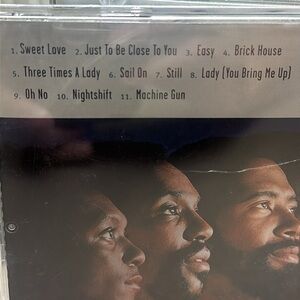 1. Sweet Love 2. Just To Be Close To You 3. Easy 4. Brick House
5. Three Times A Lady 6. Sail On 7. Still 8. Lady (You Bring Me Up)
9. Oh No 10. Nightshift 11. Machine Gun